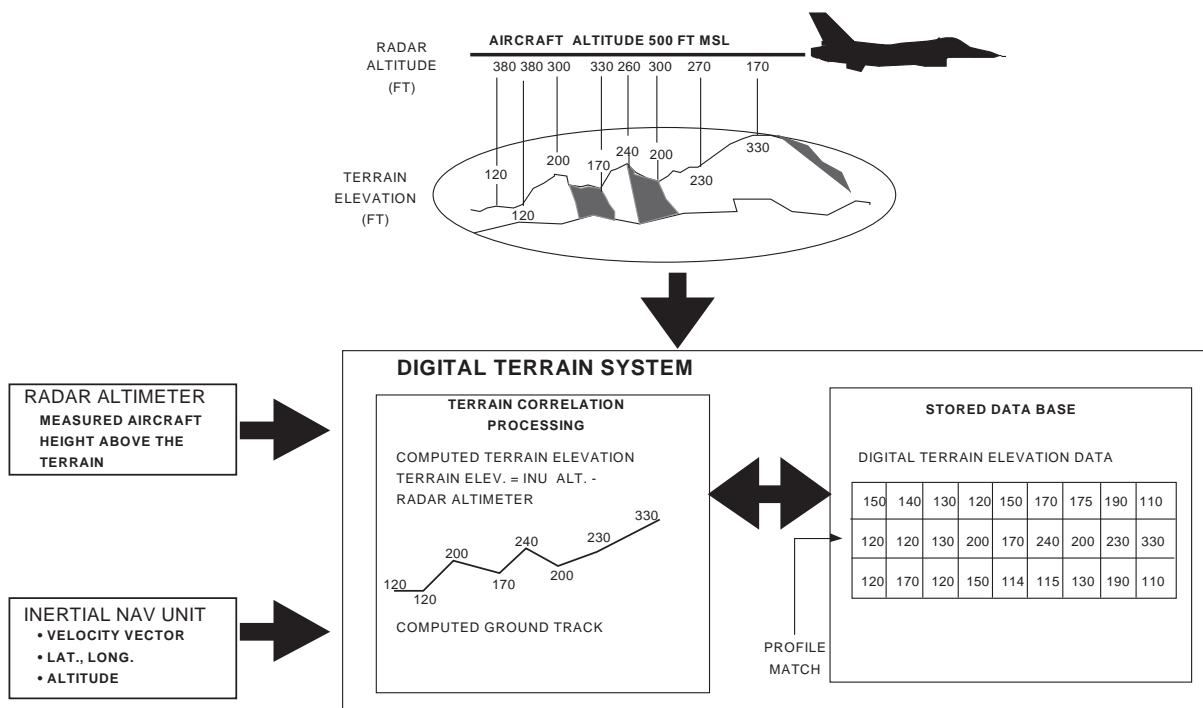 AIRCRAFT ALTITUDE 500 FT MSL
RADAR
ALTITUDE
(FT)
380 380 300 330 260 300 270 170
TERRAIN
ELEVATION
(FT)
120
120
200
170
240
200
230
330
DIGITAL TERRAIN SYSTEM
RADAR ALTIMETER
MEASURED AIRCRAFT
HEIGHT ABOVE THE
TERRAIN
INERTIAL NAV UNIT
• VELOCITY VECTOR
• LAT., LONG.
• ALTITUDE
TERRAIN CORRELATION
PROCESSING
COMPUTED TERRAIN ELEVATION
TERRAIN ELEV. = INU ALT. -
RADAR ALTIMETER
120
120
200
170
240
200
230
330
COMPUTED GROUND TRACK
STORED DATA BASE
DIGITAL TERRAIN ELEVATION DATA
150 140 130 120 150 170 175 190 110
120 120 130 200 170 240 200 230 330
120 170 120 150 114 115 130 190 110
PROFILE
MATCH